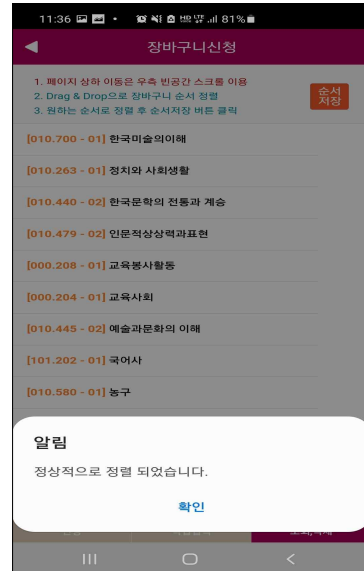 11:36 81%
장바구니신청
1. 페이지 상하 이동은 우측 빈공간 스크롤 이용
2. Drag & Drop으로 장바구니 순서 정렬
3. 원하는 순서로 정렬 후 순서저장 버튼 클릭
순서
저장
[010.700 - 01] 한국미술의이해
[010.263 - 01] 정치와 사회생활
[010.440 - 02] 한국문학의 전통과 계승
[010.479 - 02] 인문적상상력과표현
[000.208 - 01] 교육봉사활동
[000.204 - 01] 교육사회
[010.445 - 02] 예술과문화의 이해
[101.202 - 01] 국어사
[010.580 - 01] 농구
알림
정상적으로 정렬 되었습니다.
확인